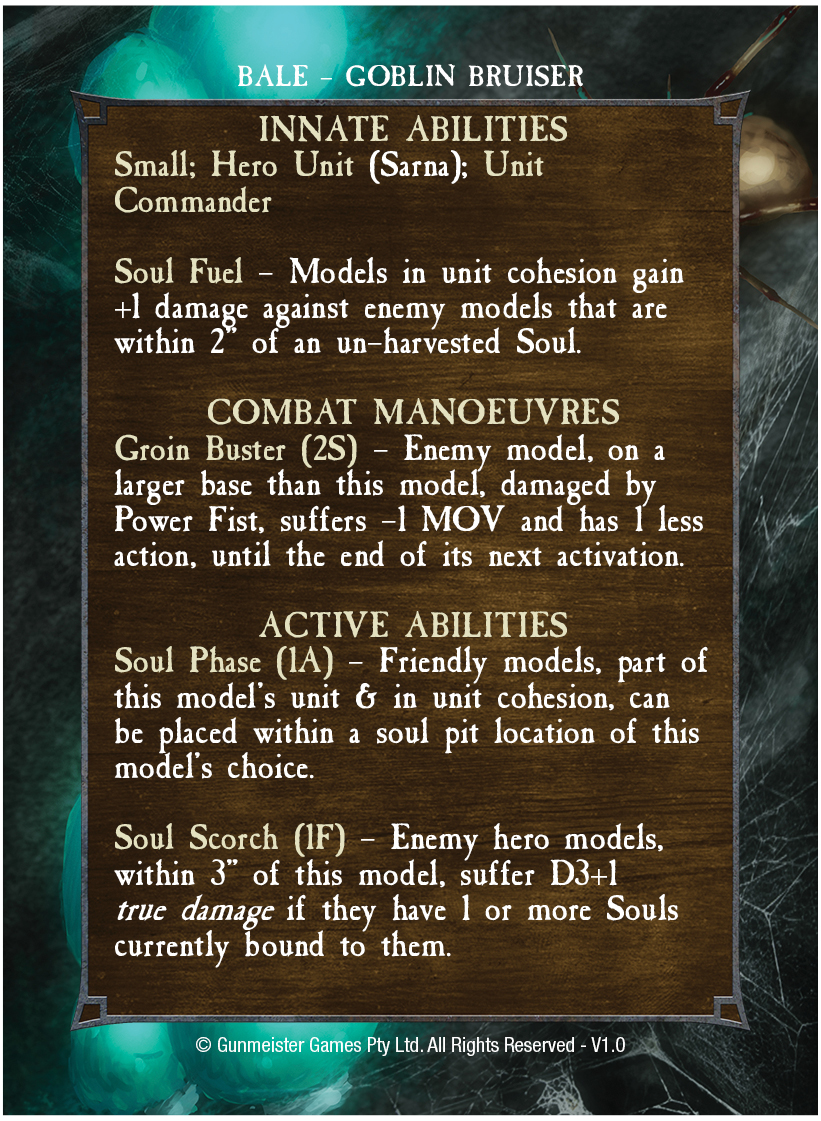 BALE – GOBLIN BRUISER
INNATE ABILITIES
Small; Hero Unit (Sarna); Unit
Commander
Soul Fuel – Models in unit cohesion gain
+1 damage against enemy models that are
within 2” of an un-harvested Soul.
COMBAT MANOEUVRES
Groin Buster (2S) – Enemy model, on a
larger base than this model, damaged by
Power Fist, suffers -1 MOV and has 1 less
action, until the end of its next activation.
ACTIVE ABILITIES
Soul Phase (1A) – Friendly models, part of
this model’s unit & in unit cohesion, can
be placed within a soul pit location of this
model’s choice.
Soul Scorch (1F) – Enemy hero models,
within 3” of this model, suffer D3+1
true damage if they have 1 or more Souls
currently bound to them.
© Gunmeister Games Pty Ltd. All Rights Reserved - V1.0